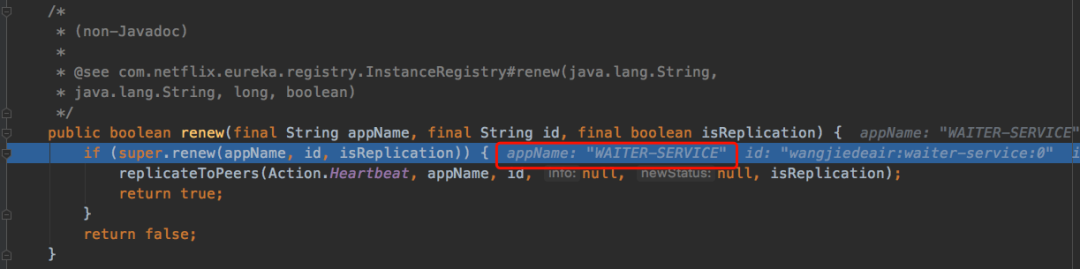 /*
 * (non-Javadoc)
 *
 * @see com.netflix.eureka.registry.InstanceRegistry#renew(java.lang.String,
 * java.lang.String, long, boolean)
 */
public boolean renew(final String appName, final String id, final boolean isReplication) { appName: "WAITER-SERVICE"
if (super.renew(appName, id, isReplication)) { appName: "WAITER-SERVICE" id: "wangjiedeair:waiter-service:0" i
replicateToPeers(Action.Heartbeat, appName, id, info: null, newStatus: null, isReplication);
return true;
}
return false;
}